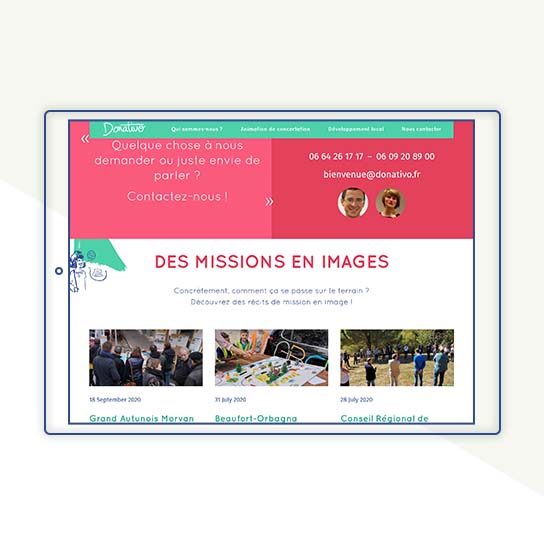 Donativo
Qui sommes-nous ? Animation de concertation Développement local Nous contacter
«
Quelque chose à nous
demander ou juste envie de
parler ?
Contactez-nous !
»
06 64 26 17 17 – 06 09 20 89 00
bienvenue@donativo.fr
DES MISSIONS EN IMAGES
Concrètement, comment ça se passe sur le terrain ?
Découvrez des récits de mission en image !
18 September 2020
Grand Autunois Morvan
31 July 2020
Beaufort-Orbagna
28 July 2020
Conseil Régional de